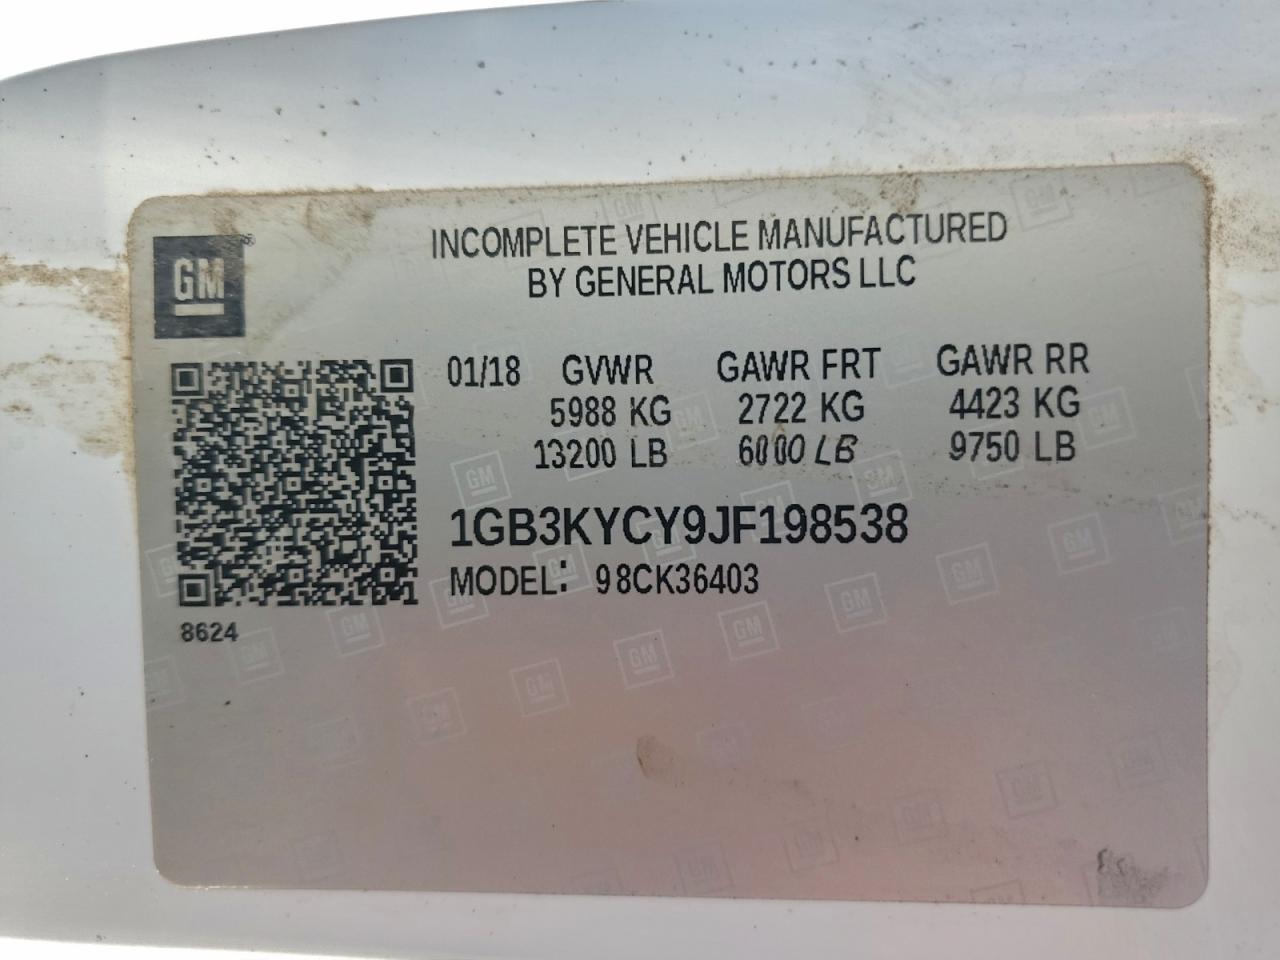 GM
INCOMPLETE VEHICLE MANUFACTURED
BY GENERAL MOTORS LLC
01/18 GVWR GAWR FRT GAWR RR
5988 KG 2722 KG 4423 KG
13200 LB 6000 LB 9750 LB
1GB3KYCY9JF198538
MODEL: 98CK36403
8624